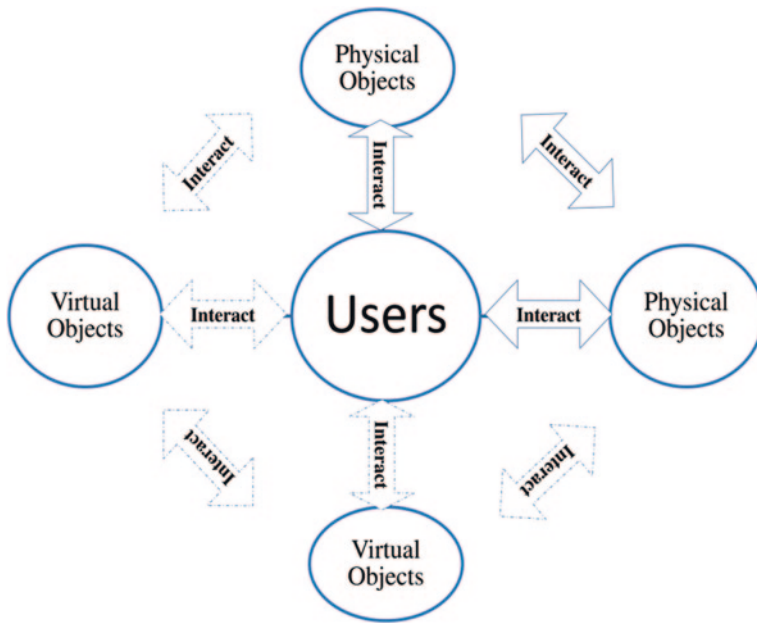 Physical
Objects
Interact
Interact
Interact
Virtual
Objects
Interact
Users
Interact
Physical
Objects
Interact
Interact
Interact
Virtual
Objects